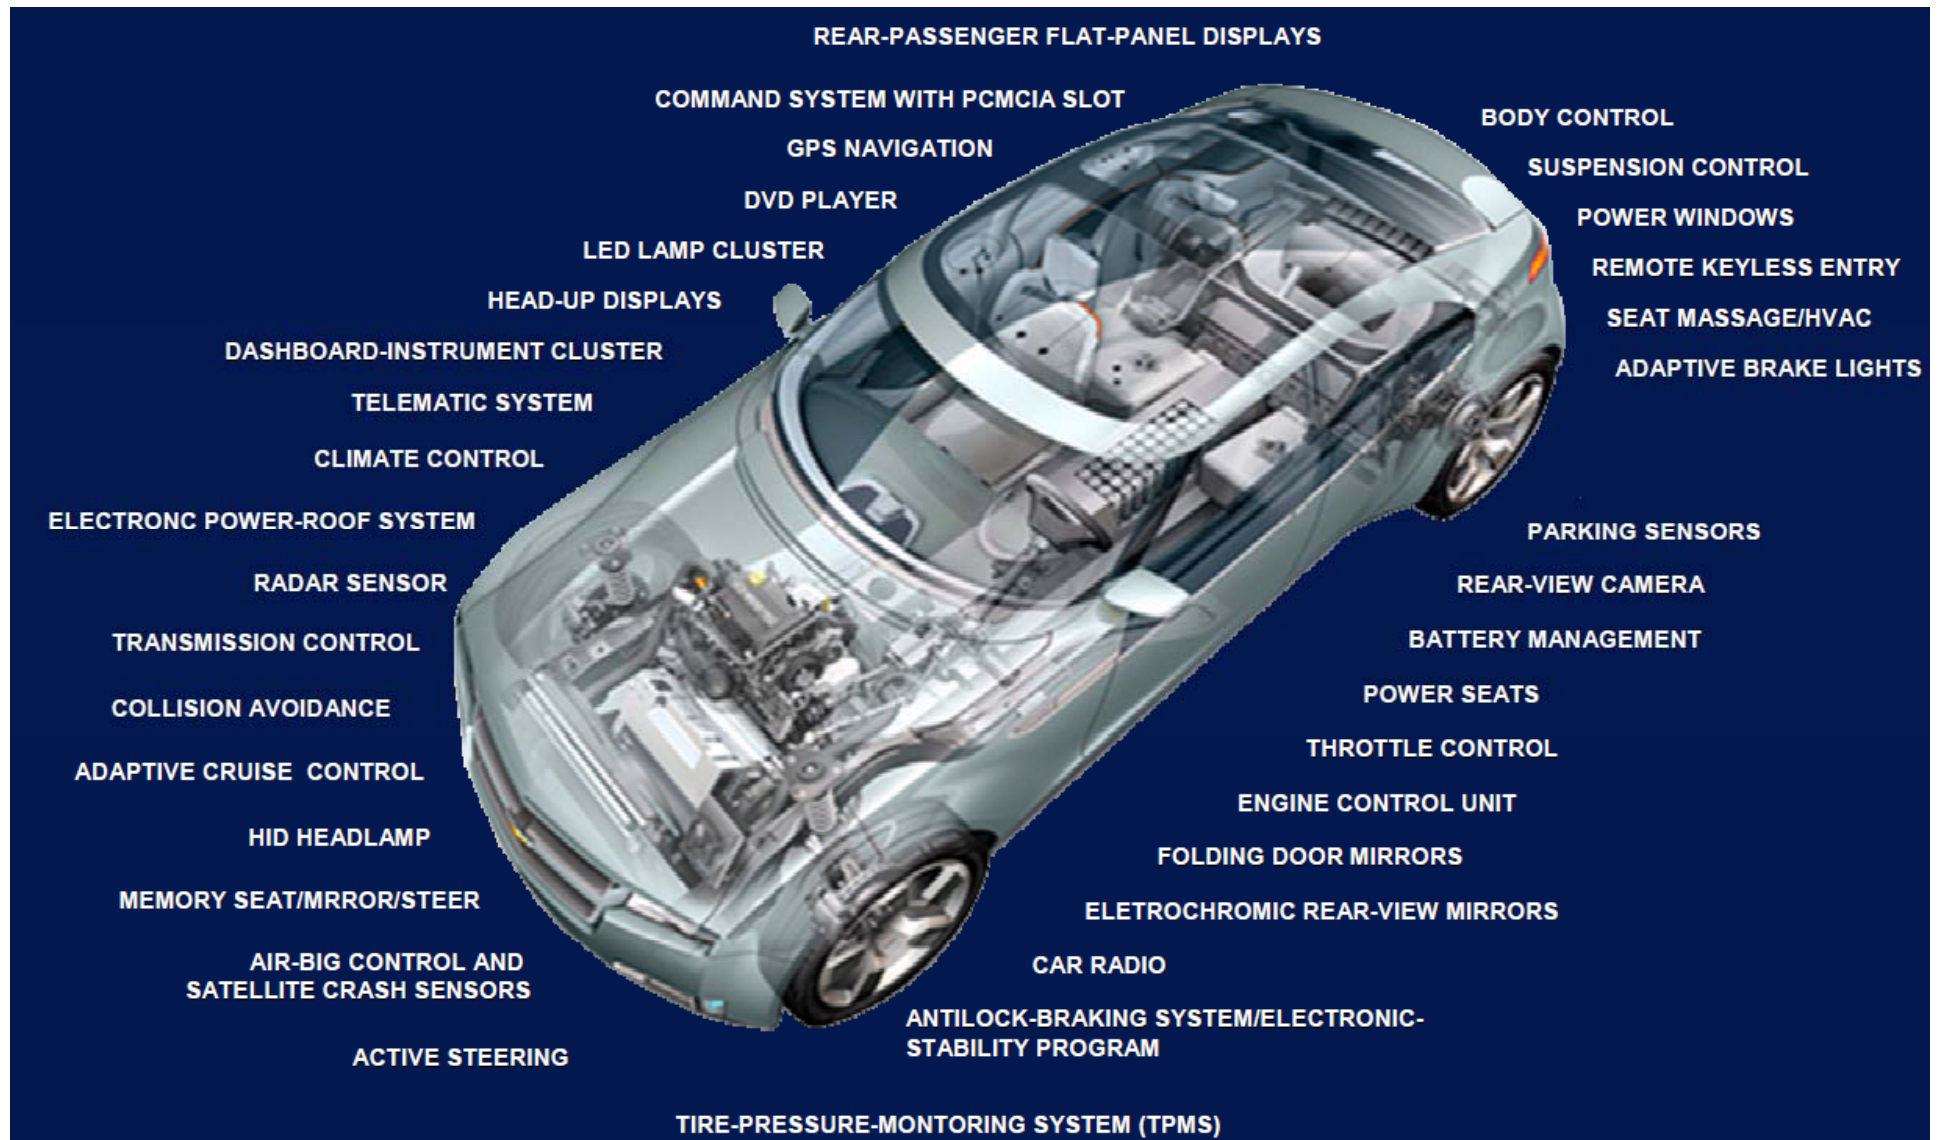 REAR-PASSENGER FLAT-PANEL DISPLAYS
COMMAND SYSTEM WITH PCMCIA SLOT
GPS NAVIGATION
DVD PLAYER
LED LAMP CLUSTER
HEAD-UP DISPLAYS
DASHBOARD-INSTRUMENT CLUSTER
TELEMATIC SYSTEM
CLIMATE CONTROL
ELECTRONC POWER-ROOF SYSTEM
RADAR SENSOR
TRANSMISSION CONTROL
COLLISION AVOIDANCE
ADAPTIVE CRUISE  CONTROL
HID HEADLAMP
MEMORY SEAT/MRROR/STEER
AIR-BIG CONTROL AND
SATELLITE CRASH SENSORS
ACTIVE STEERING
BODY CONTROL
SUSPENSION CONTROL
POWER WINDOWS
REMOTE KEYLESS ENTRY
SEAT MASSAGE/HVAC
ADAPTIVE BRAKE LIGHTS
PARKING SENSORS
REAR-VIEW CAMERA
BATTERY MANAGEMENT
POWER SEATS
THROTTLE CONTROL
ENGINE CONTROL UNIT
FOLDING DOOR MIRRORS
ELETROCHROMIC REAR-VIEW MIRRORS
CAR RADIO
ANTILOCK-BRAKING SYSTEM/ELECTRONIC-
STABILITY PROGRAM
TIRE-PRESSURE-MONTORING SYSTEM (TPMS)